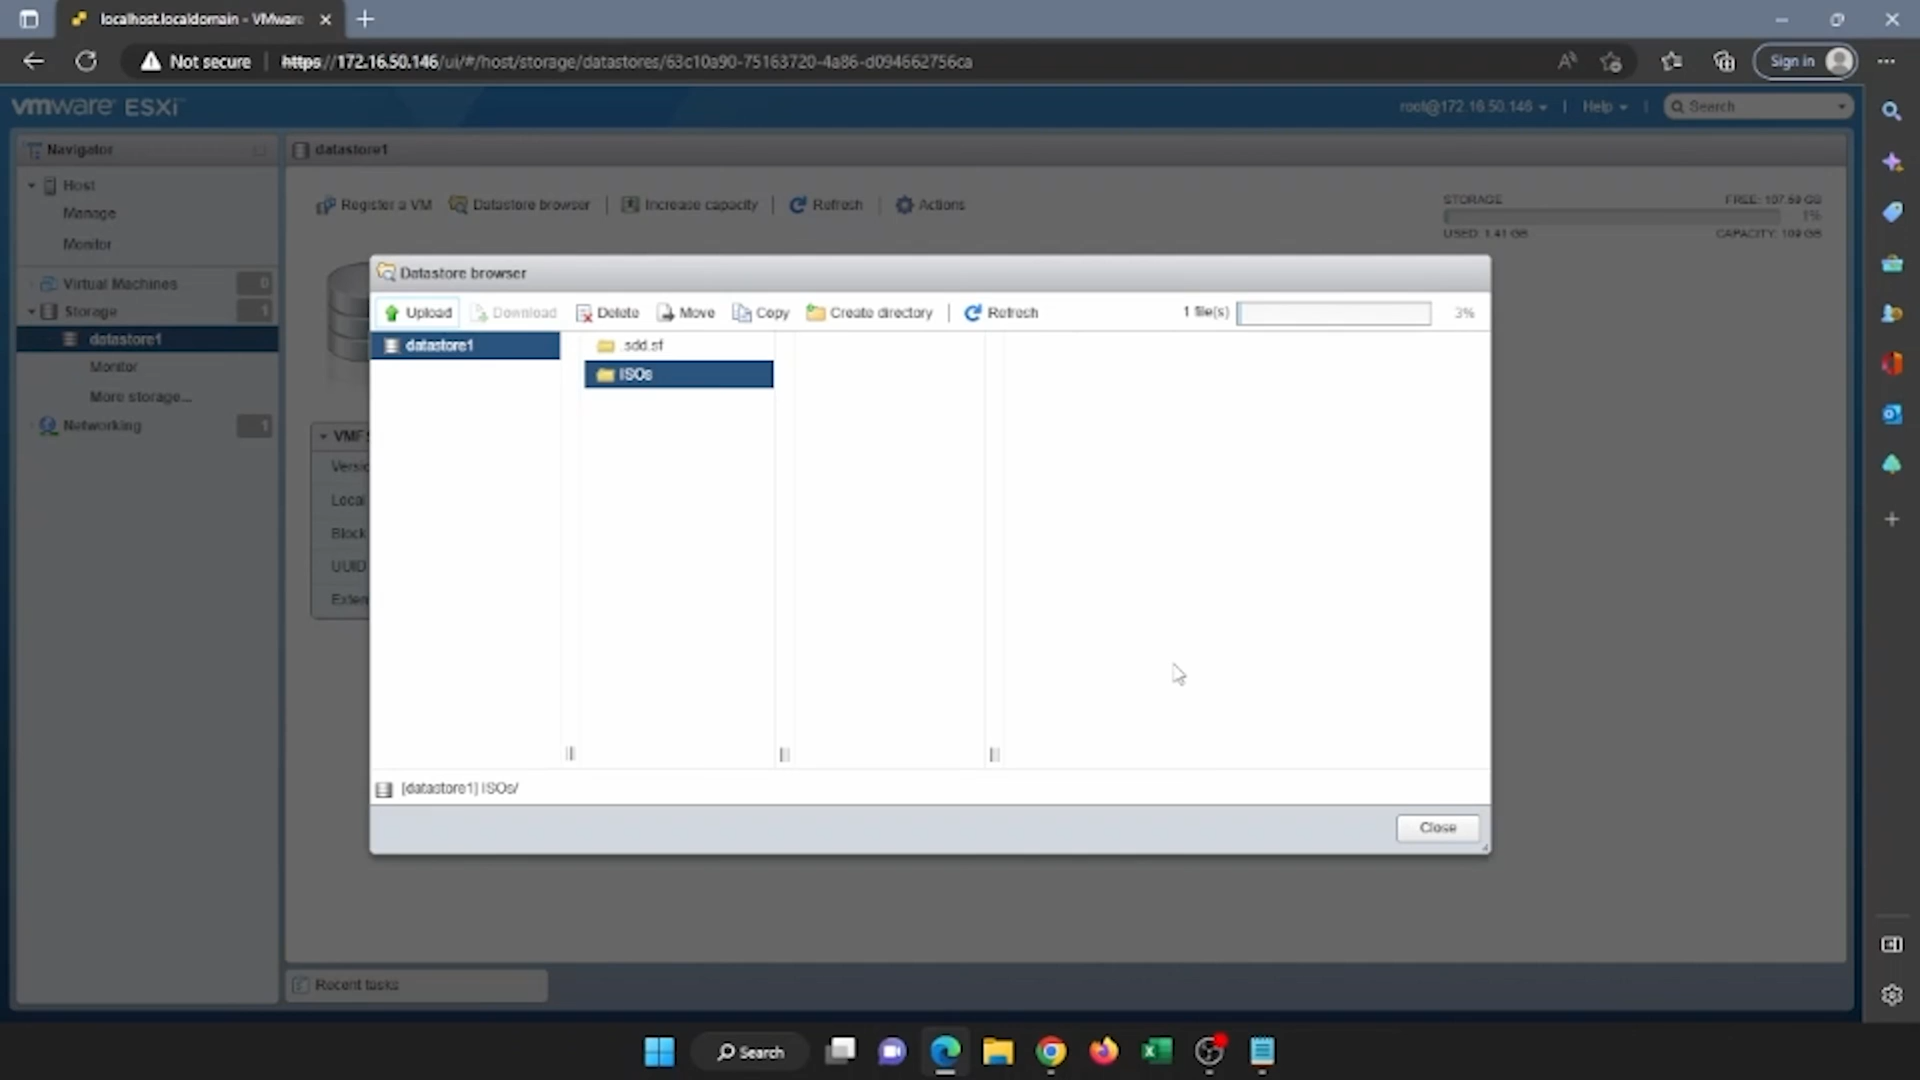 localhost.localdomain - VMware
Not secure
https://172.16.50.146/ui/#/host/storage/datastores/63c10a90-75163720-4a86-d094662756ca
Sign in
vmware ESXi
root@172.16.50.146
Help
Search
Navigator
datastore1
Host
Manage
Monitor
Virtual Machines 0
Storage 1
datastore1
Monitor
More storage...
Networking 1
Register a VM
Datastore browser
Increase capacity
Refresh
Actions
STORAGE
FREE: 107.59 GB
1%
USED: 1.41 GB
CAPACITY: 109 GB
Datastore browser
Upload
Download
Delete
Move
Copy
Create directory
Refresh
1 file(s)
3%
datastore1
.sdd.sf
ISOs
Local
Block
UUID
[datastore1] ISOs/
Close
Recent tasks
Search